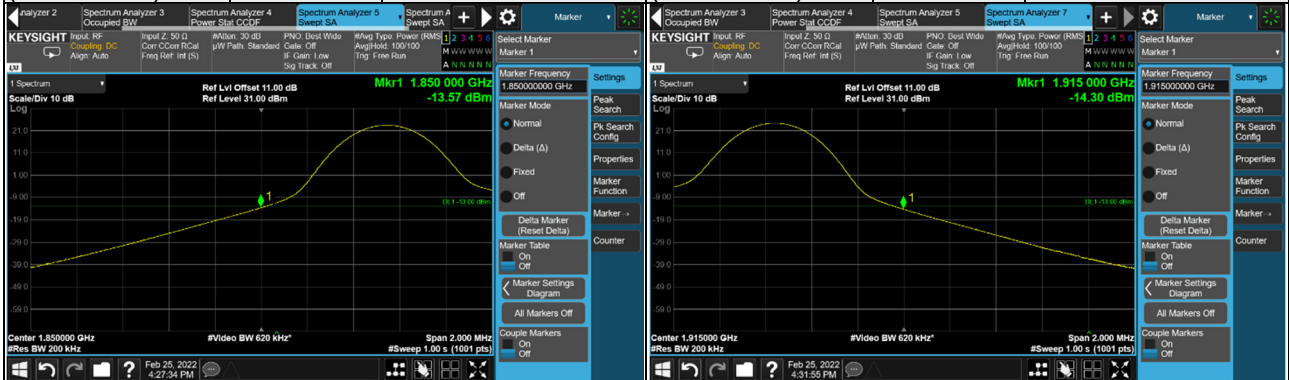 Analyzer 2
Spectrum Analyzer 3
Occupied BW
Spectrum Analyzer 4
Power Stat CCDF
Spectrum Analyzer 5
Swept SA
Spectrum A
Swept SA
Marker
KEYSIGHT
Input: RF
Coupling: DC
Align: Auto
Input Z: 50 Ω
Corr CCorr RCal
Freq Ref: Int (S)
#Atten: 30 dB
µW Path: Standard
PNO: Best Wide
Gate: Off
IF Gain: Low
Sig Track: Off
#Avg Type: Power (RMS
Avg|Hold: 100/100
Trig: Free Run
1 2 3 4 5 6
M W W W W W
A N N N N N
LXI
Select Marker
Marker 1
1 Spectrum
Scale/Div 10 dB
Log
Ref Lvl Offset 11.00 dB
Ref Level 31.00 dBm
Mkr1 1.850 000 GHz
-13.57 dBm
21.0
11.0
1.00
-9.00
-19.0
-29.0
-39.0
-49.0
-59.0
1
DL1 -13.00 dBm
Center 1.850000 GHz
#Res BW 200 kHz
#Video BW 620 kHz*
Span 2.000 MHz
#Sweep 1.00 s (1001 pts)
Marker Frequency
1.850000000 GHz
Marker Mode
Normal
Delta (Δ)
Fixed
Off
Delta Marker
(Reset Delta)
Marker Table
On
Off
Marker Settings
Diagram
All Markers Off
Couple Markers
On
Off
Settings
Peak
Search
Pk Search
Config
Properties
Marker
Function
Marker→
Counter
?
Feb 25, 2022
4:27:34 PM
Spectrum Analyzer 3
Occupied BW
Spectrum Analyzer 4
Power Stat CCDF
Spectrum Analyzer 5
Swept SA
Spectrum Analyzer 7
Swept SA
Marker
KEYSIGHT
Input: RF
Coupling: DC
Align: Auto
Input Z: 50 Ω
Corr CCorr RCal
Freq Ref: Int (S)
#Atten: 30 dB
µW Path: Standard
PNO: Best Wide
Gate: Off
IF Gain: Low
Sig Track: Off
#Avg Type: Power (RMS
Avg|Hold: 100/100
Trig: Free Run
1 2 3 4 5 6
M W W W W W
A N N N N N
LXI
Select Marker
Marker 1
1 Spectrum
Scale/Div 10 dB
Log
Ref Lvl Offset 11.00 dB
Ref Level 31.00 dBm
Mkr1 1.915 000 GHz
-14.30 dBm
21.0
11.0
1.00
-9.00
-19.0
-29.0
-39.0
-49.0
-59.0
1
DL1 -13.00 dBm
Center 1.915000 GHz
#Res BW 200 kHz
#Video BW 620 kHz*
Span 2.000 MHz
#Sweep 1.00 s (1001 pts)
Marker Frequency
1.915000000 GHz
Marker Mode
Normal
Delta (Δ)
Fixed
Off
Delta Marker
(Reset Delta)
Marker Table
On
Off
Marker Settings
Diagram
All Markers Off
Couple Markers
On
Off
Settings
Peak
Search
Pk Search
Config
Properties
Marker
Function
Marker→
Counter
?
Feb 25, 2022
4:31:55 PM